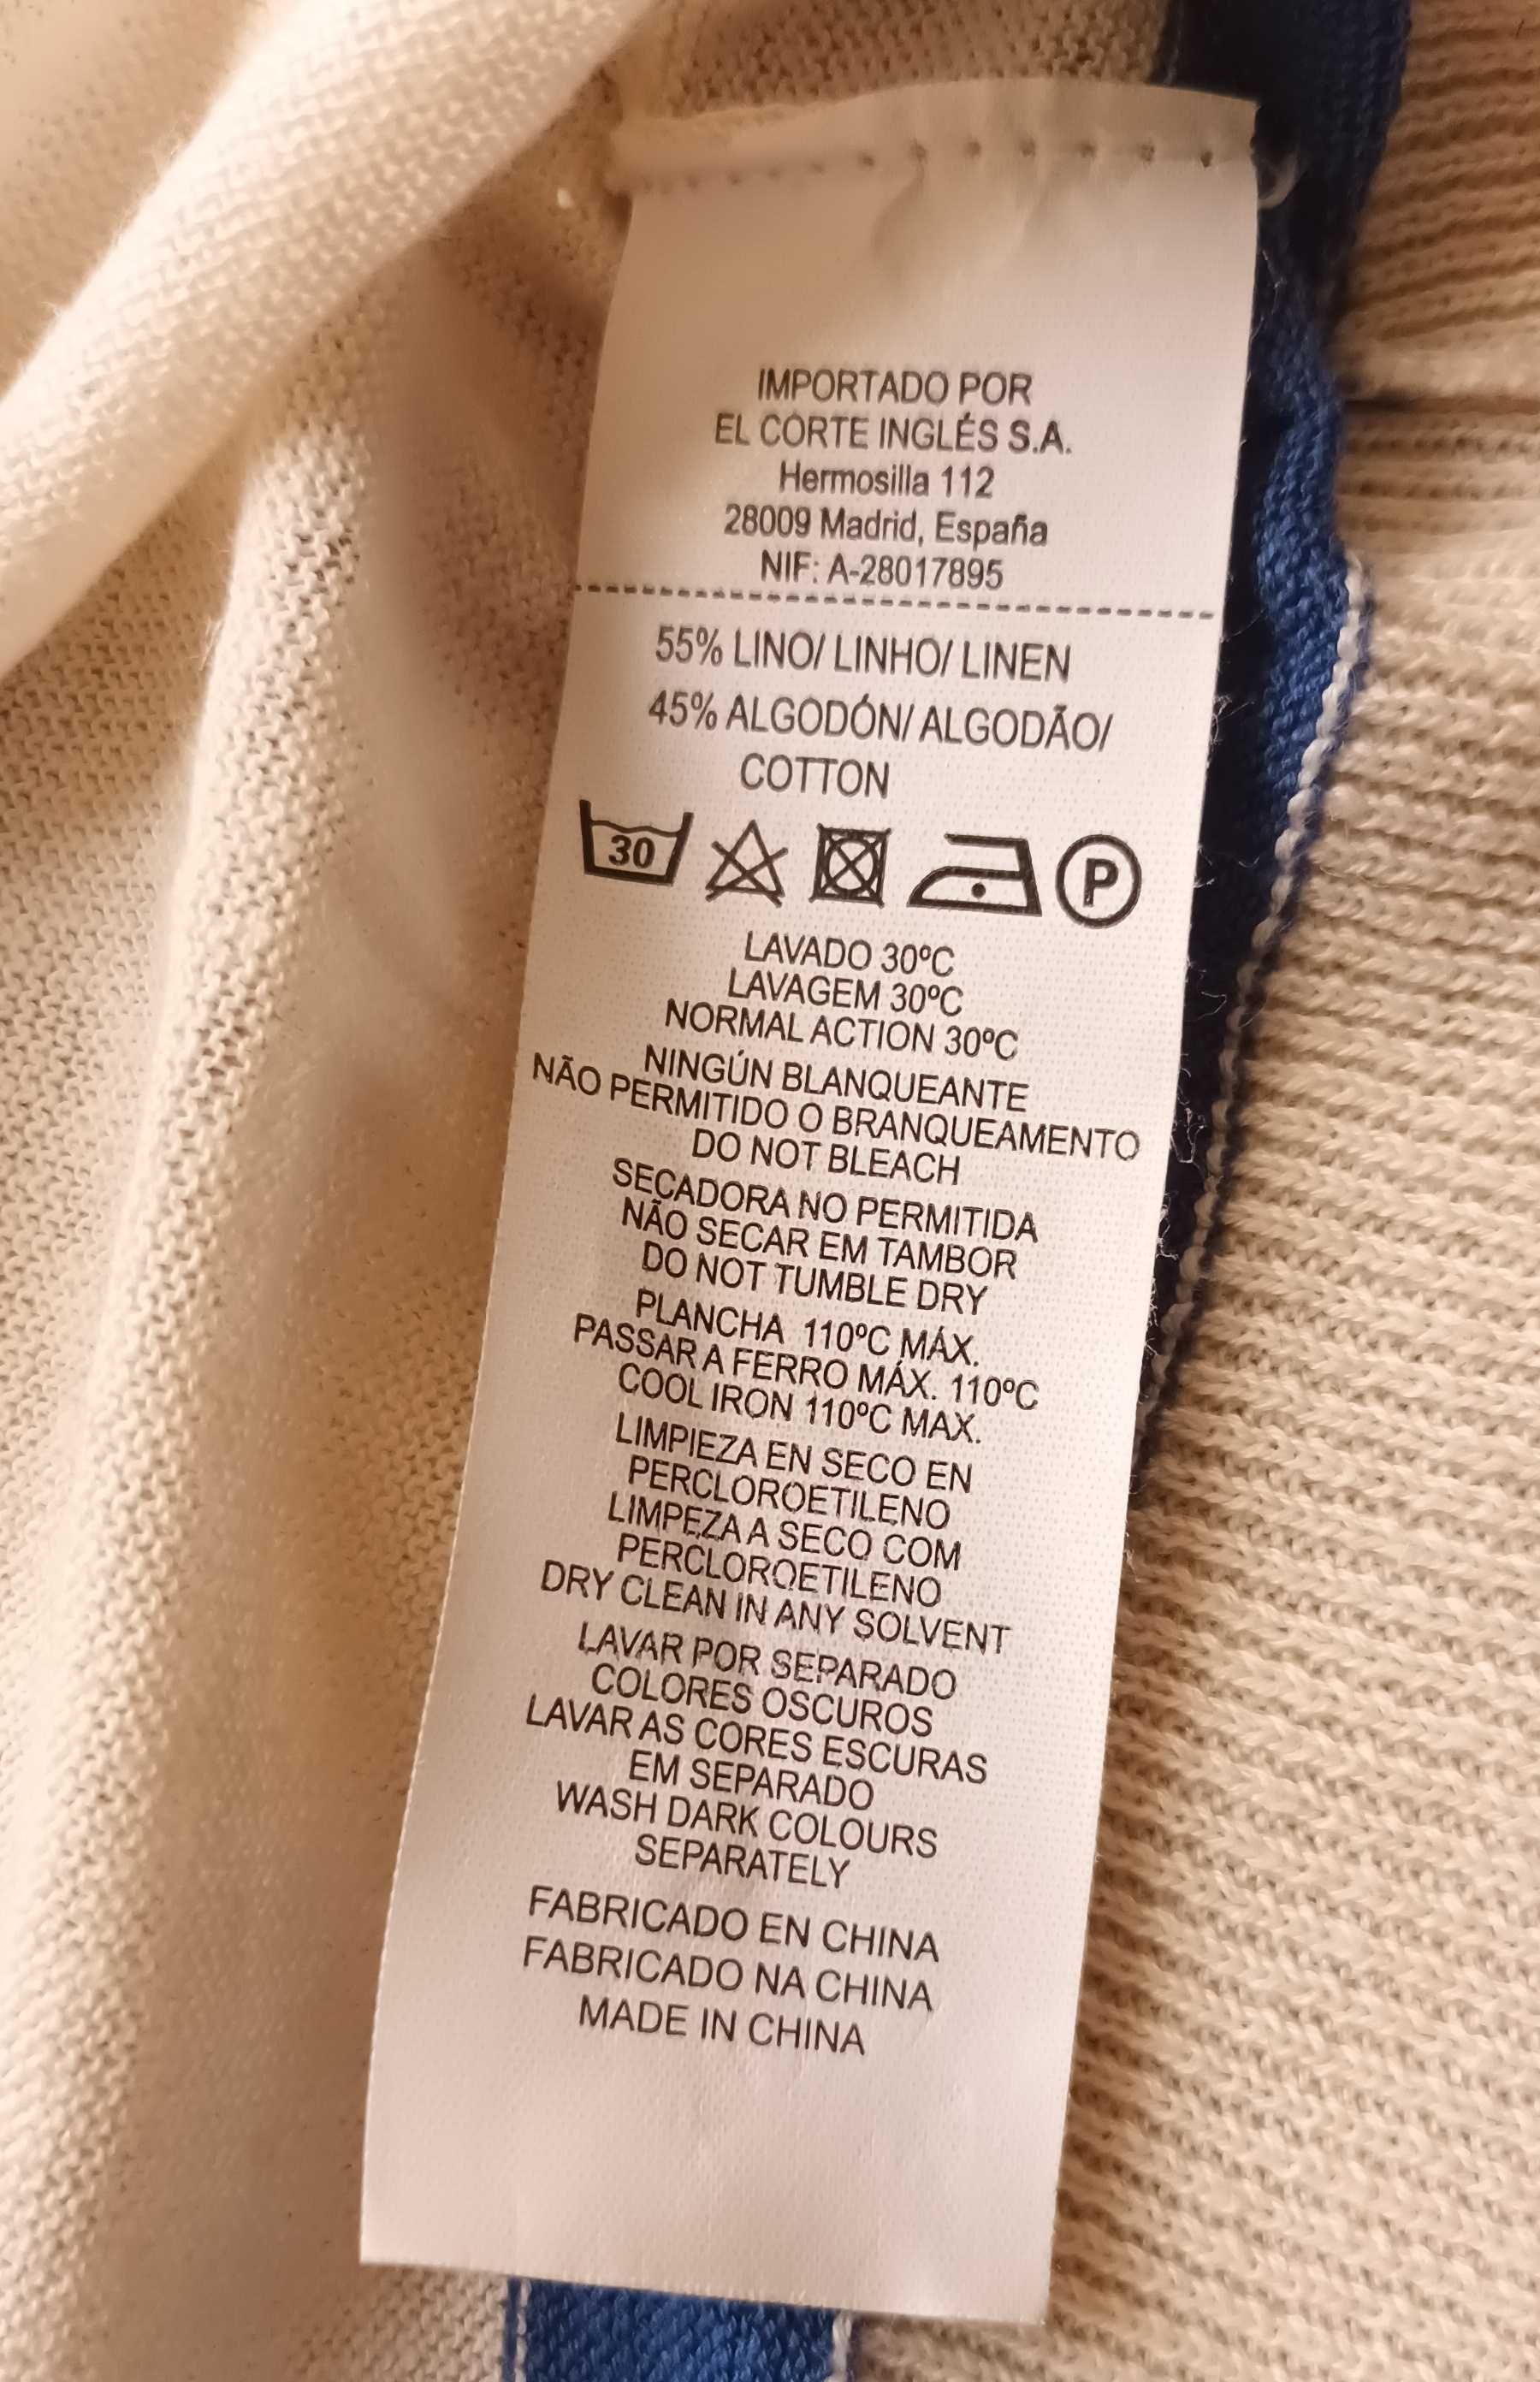 IMPORTADO POR
EL CORTE INGLÉS S.A.
Hermosilla 112
28009 Madrid, España
NIF: A-28017895
55% LINO/ LINHO/ LINEN
45% ALGODÓN/ ALGODÃO/
COTTON
30 P
LAVADO 30ºC
LAVAGEM 30ºC
NORMAL ACTION 30ºC
NINGÚN BLANQUEANTE
NÃO PERMITIDO O BRANQUEAMENTO
DO NOT BLEACH
SECADORA NO PERMITIDA
NÃO SECAR EM TAMBOR
DO NOT TUMBLE DRY
PLANCHA 110ºC MÁX.
PASSAR A FERRO MÁX. 110ºC
COOL IRON 110ºC MAX.
LIMPIEZA EN SECO EN
PERCLOROETILENO
LIMPEZA A SECO COM
PERCLOROETILENO
DRY CLEAN IN ANY SOLVENT
LAVAR POR SEPARADO
COLORES OSCUROS
LAVAR AS CORES ESCURAS
EM SEPARADO
WASH DARK COLOURS
SEPARATELY
FABRICADO EN CHINA
FABRICADO NA CHINA
MADE IN CHINA